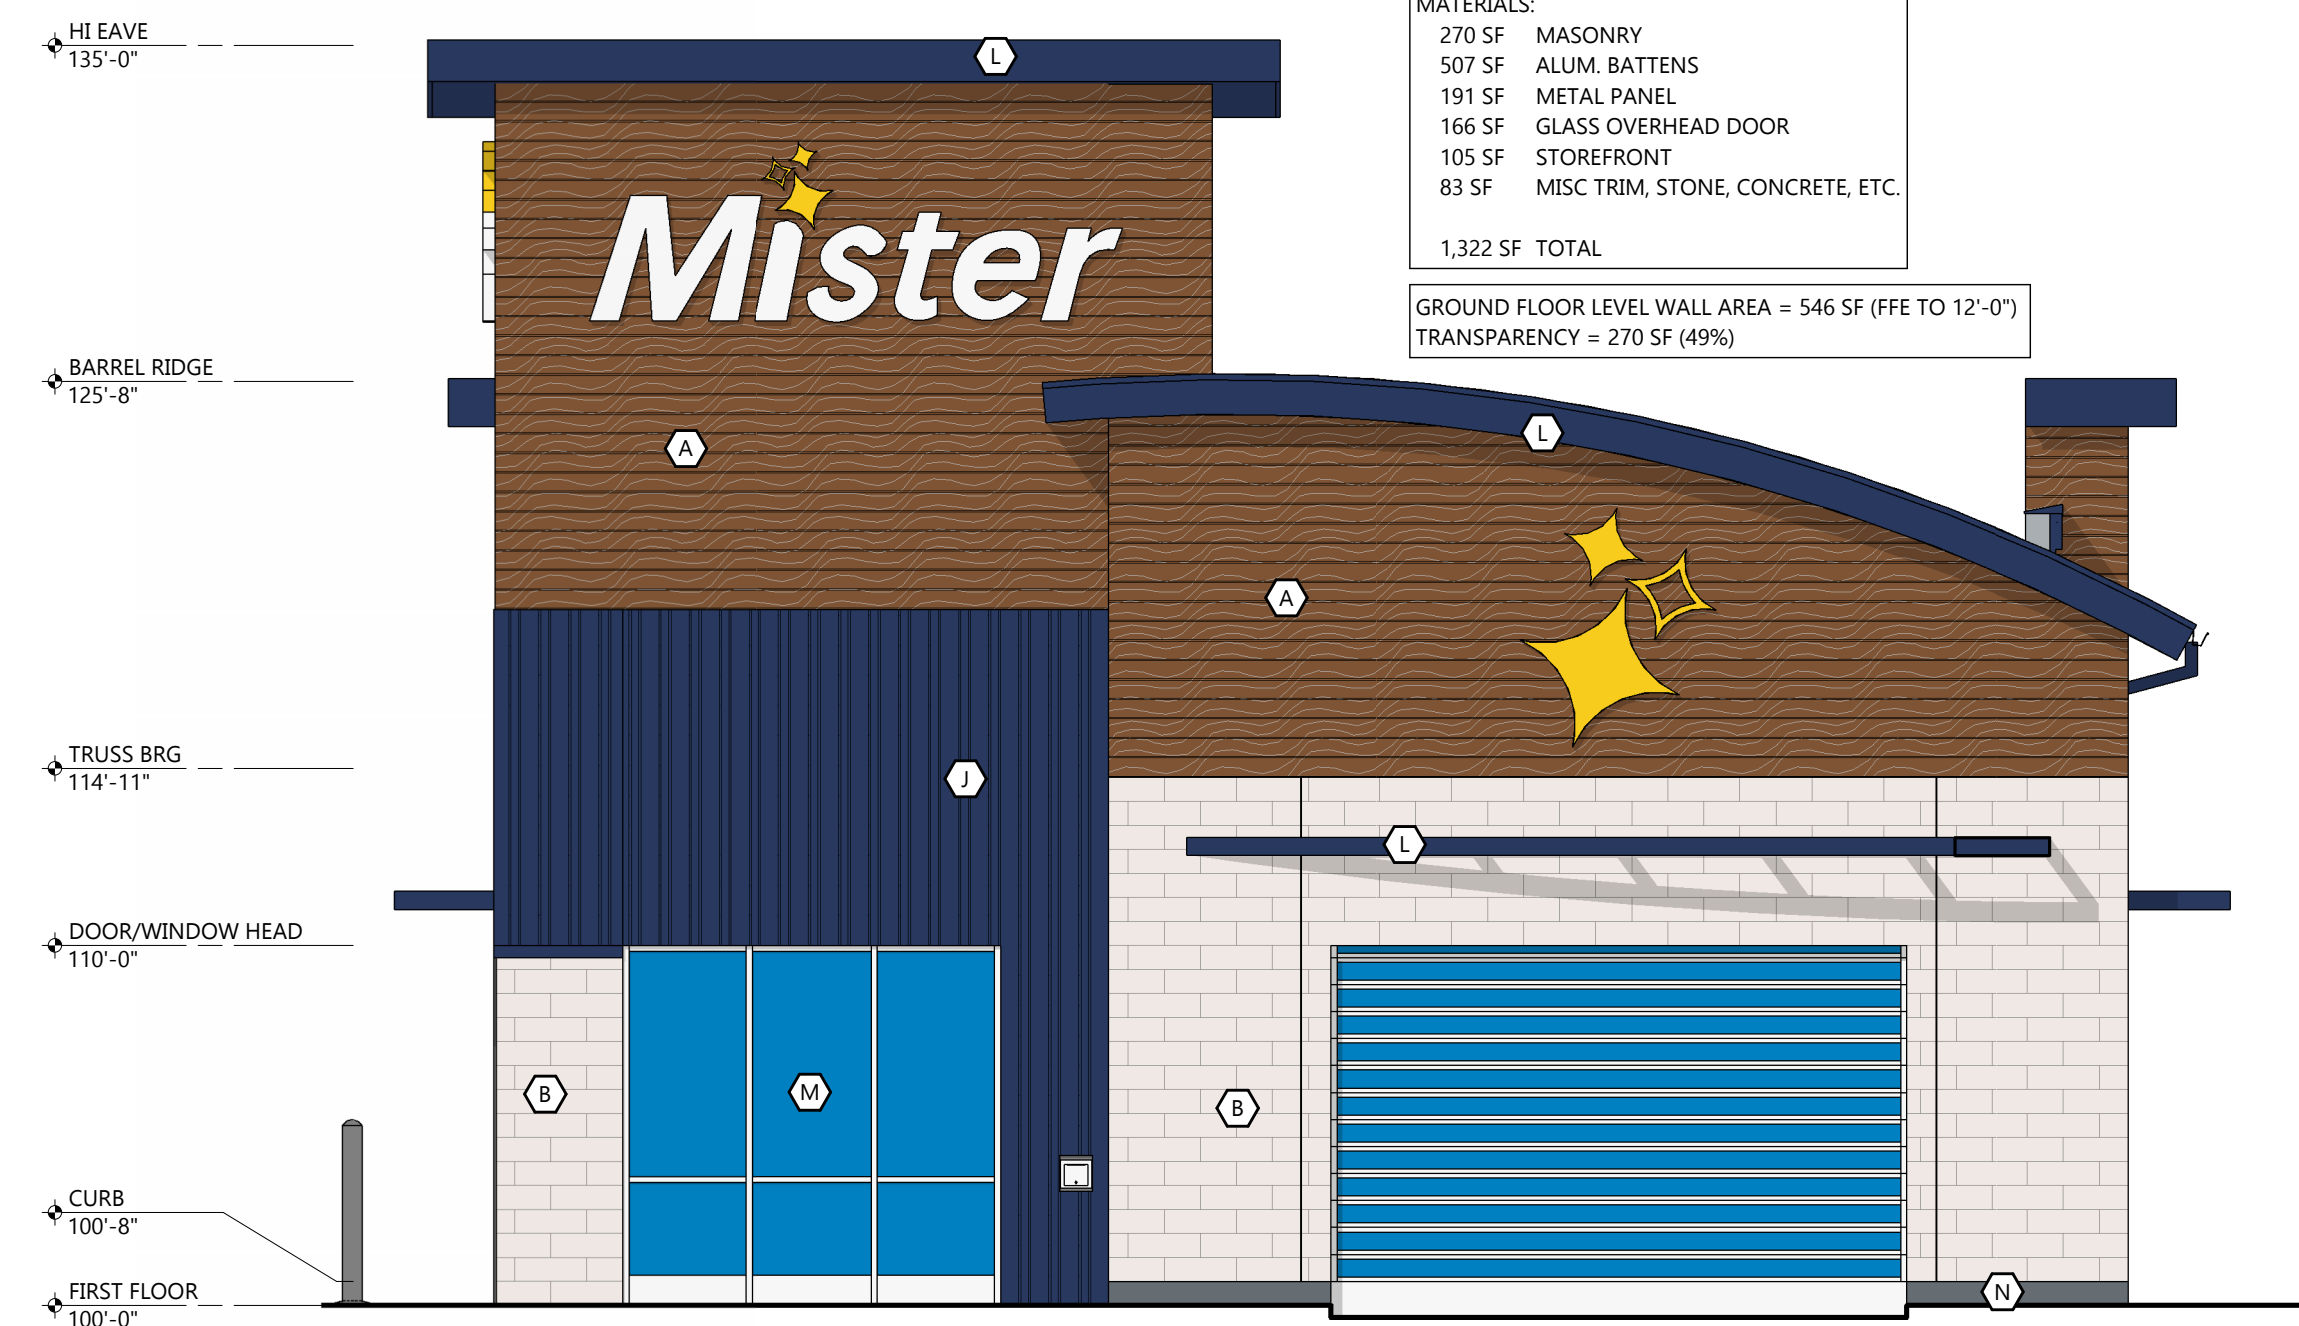 HI EAVE
135'-0"
BARREL RIDGE
125'-8"
TRUSS BRG
114'-11"
DOOR/WINDOW HEAD
110'-0"
CURB
100'-8"
FIRST FLOOR
100'-0"
L
Mister
A
L
A
J
L
B
M
B
N
MATERIALS:
270 SF MASONRY
507 SF ALUM. BATTENS
191 SF METAL PANEL
166 SF GLASS OVERHEAD DOOR
105 SF STOREFRONT
83 SF MISC TRIM, STONE, CONCRETE, ETC.
1,322 SF TOTAL
GROUND FLOOR LEVEL WALL AREA = 546 SF (FFE TO 12'-0")
TRANSPARENCY = 270 SF (49%)